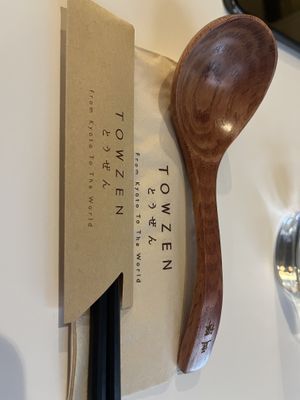 TOWZEN
とうぜん
From Kyoto To The World
TOWZEN
とうぜん
From Kyoto To The World